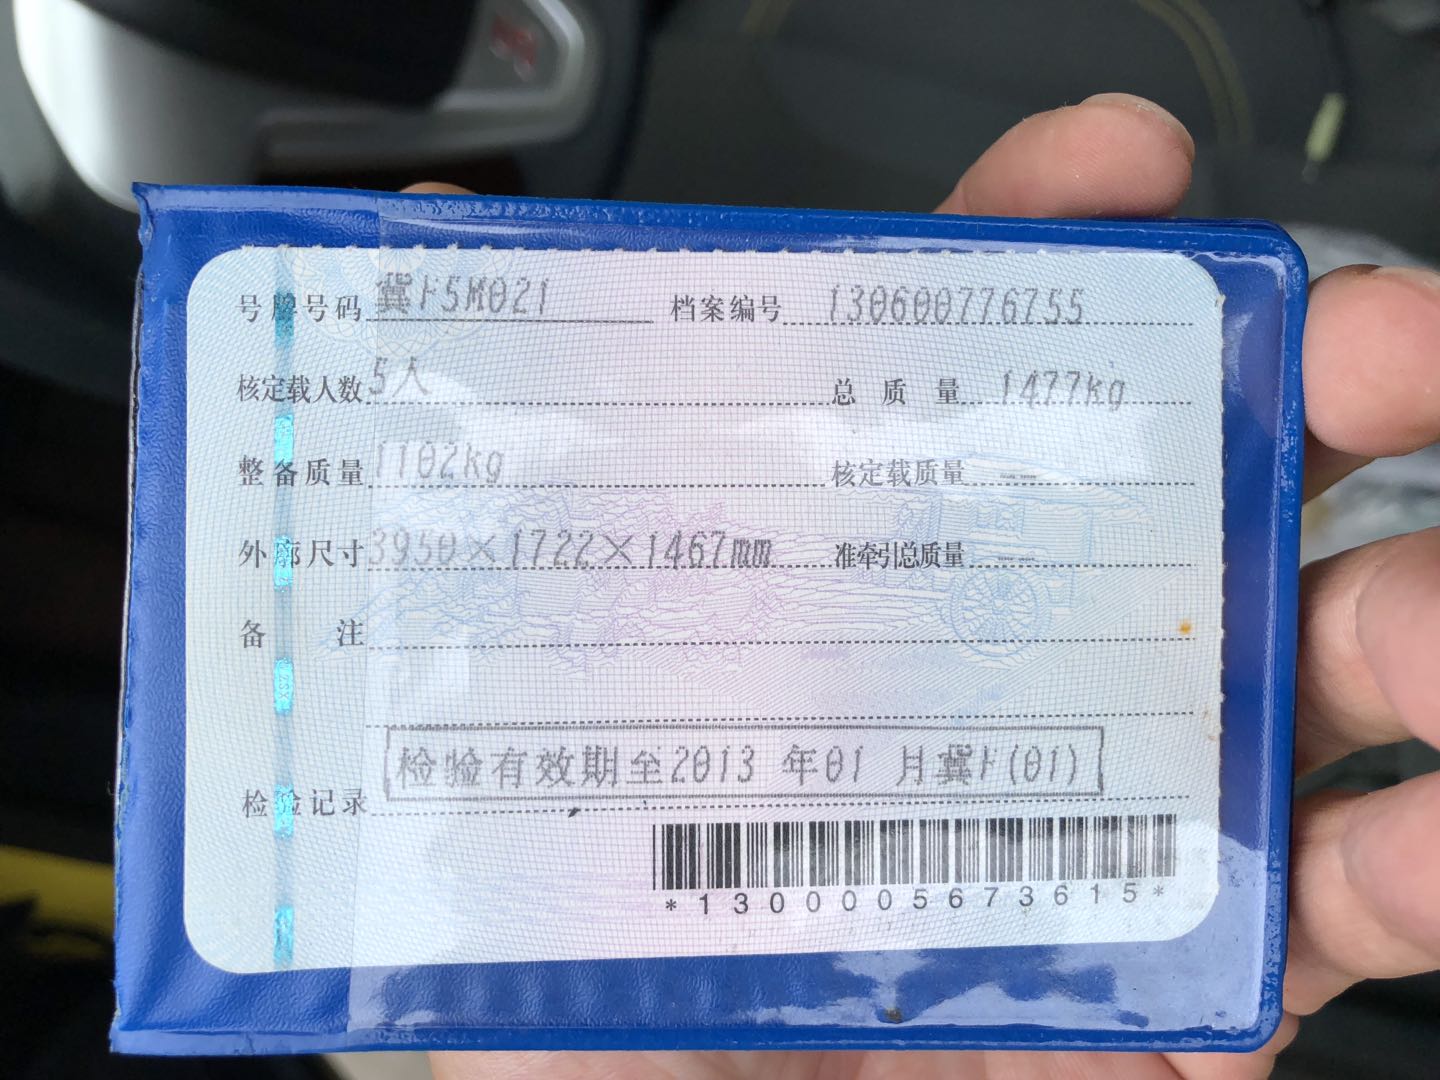 号牌号码 冀F5M021 档案编号 130600776755
核定载人数 5人 总质量 1477kg
整备质量 1102kg 核定载质量
外廓尺寸 3950×1722×1467mm 准牵引总质量
备注
检验有效期至2013 年01 月冀F(01)
检验记录
*1300005673615*